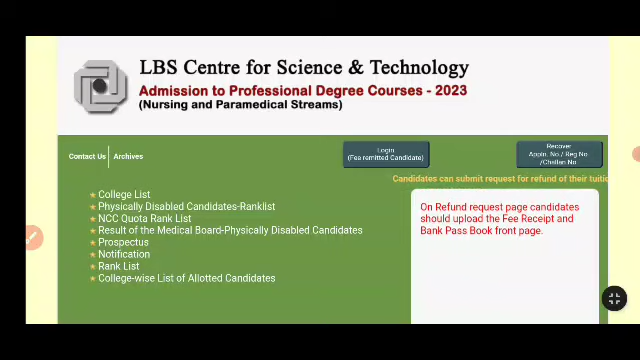 LBS Centre for Science & Technology
Admission to Professional Degree Courses - 2023
(Nursing and Paramedical Streams)
Contact Us
Archives
Login
(Fee remitted Candidate)
Recover
Appln. No / Reg No
/Challan No
Candidates can submit request for refund of their
College List
Physically Disabled Candidates-Ranklist
NCC Quota Rank List
Result of the Medical Board-Physically Disabled Candidates
Prospectus
Notification
Rank List
College-wise List of Allotted Candidates
On Refund request page candidates
should upload the Fee Receipt and
Bank Pass Book front page.